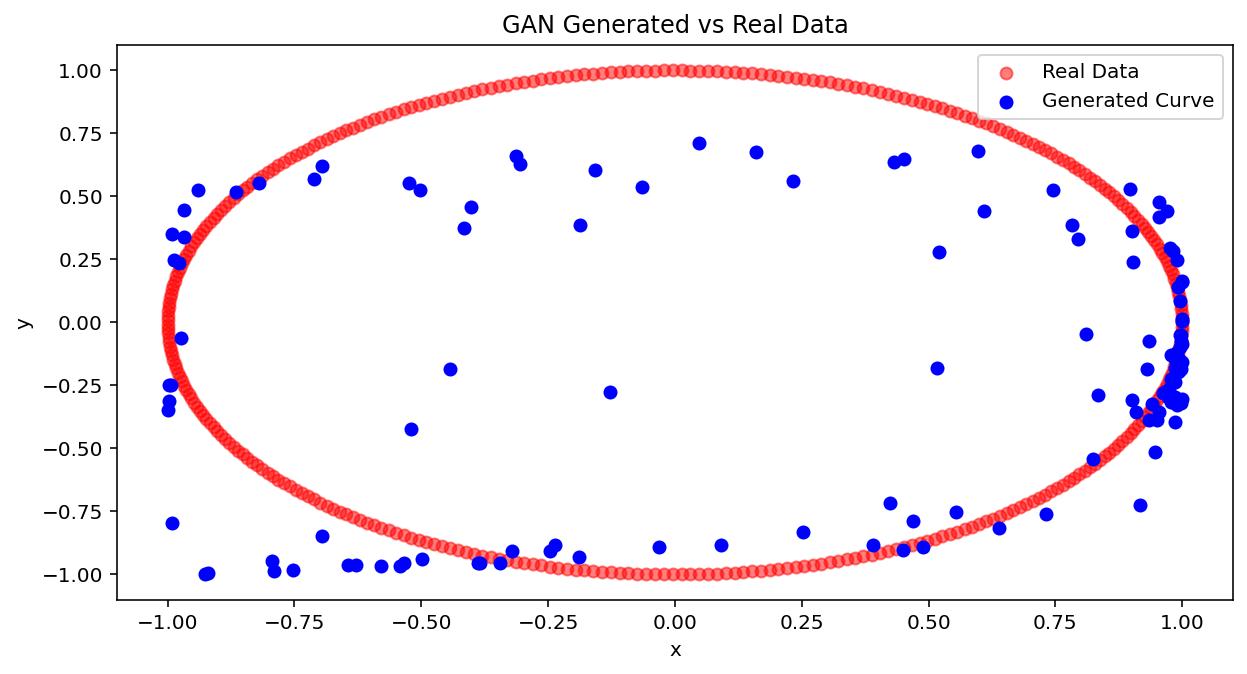 GAN Generated vs Real Data
Real Data
Generated Curve
1.00
0.75
0.50
0.25
0.00
−0.25
−0.50
−0.75
−1.00
y
−1.00 −0.75 −0.50 −0.25 0.00 0.25 0.50 0.75 1.00
x